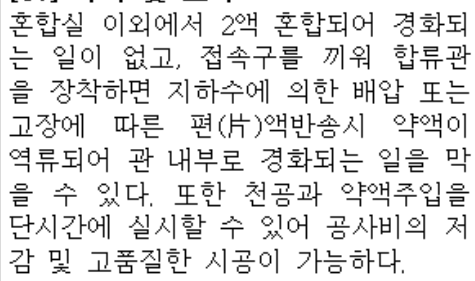 혼합실 이외에서 2액 혼합되어 경화되
는 일이 없고, 접속구를 끼워 합류관
을 장착하면 지하수에 의한 배압 또는
고장에 따른 편(片)액반송시 약액이
역류되어 관 내부로 경화되는 일을 막
을 수 있다. 또한 천공과 약액주입을
단시간에 실시할 수 있어 공사비의 저
감 및 고품질한 시공이 가능하다.